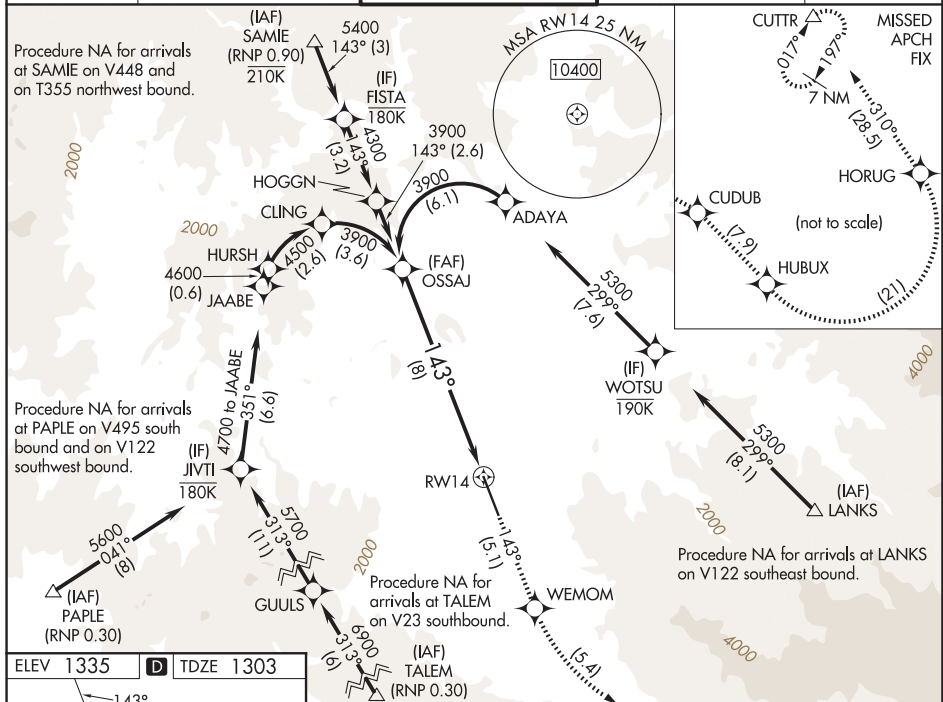 (IAF)
SAMIE
(RNP 0.90)
210K
5400
143° (3)
Procedure NA for arrivals
at SAMIE on V448 and
on T355 northwest bound.
(IF)
FISTA
180K
4300
143°
(3.2)
3900
143° (2.6)
MSA RW14 25 NM
10400
CUTTR
MISSED
APCH
FIX
017°
197°
7 NM
310°
(28.5)
HORUG
CUDUB
(not to scale)
(7.9)
HUBUX
(21)
2000
HOGGN
3900
(6.1)
ADAYA
CLING
2000
HURSH
4500
(2.6)
3900
(3.6)
4600
(0.6)
JAABE
(FAF)
OSSAJ
5300
299°
(7.6)
(IF)
WOTSU
190K
4000
143°
(8)
4700 to JAABE
351°
(6.6)
Procedure NA for arrivals
at PAPLE on V495 south
bound and on V122
southwest bound.
(IF)
JIVTI
180K
5300
299°
(8.1)
(IAF)
LANKS
RW14
5700
313°
(11)
5600
041°
(8)
2000
2000
143°
(5.1)
Procedure NA for arrivals at LANKS
on V122 southeast bound.
(IAF)
PAPLE
(RNP 0.30)
GUULS
Procedure NA for
arrivals at TALEM
on V23 southbound.
WEMOM
6900
313°
(6)
(IAF)
TALEM
(RNP 0.30)
(5.4)
4000
ELEV 1335 D TDZE 1303
143°